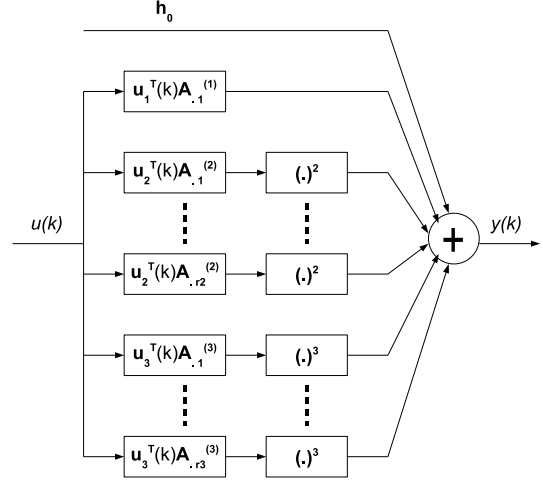 h₀
u₁ᵀ(k)A.₁⁽¹⁾
u₂ᵀ(k)A.₁⁽²⁾ (.)²
u(k) + y(k)
u₂ᵀ(k)A.ᵣ₂⁽²⁾ (.)²
u₃ᵀ(k)A.₁⁽³⁾ (.)³
u₃ᵀ(k)A.ᵣ₃⁽³⁾ (.)³